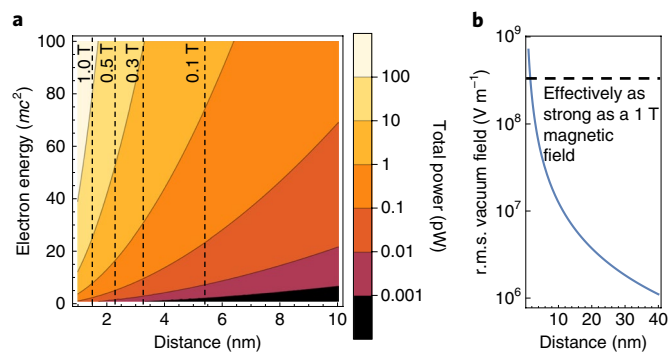 a
b
1.0 T
0.5 T
0.3 T
0.1 T
100
80
60
40
20
0
Electron energy (mc²)
2
4
6
8
10
Distance (nm)
100
10
1
0.1
0.01
0.001
Total power (pW)
10⁹
10⁸
10⁷
10⁶
r.m.s. vacuum field (V m⁻¹)
Effectively as
strong as a 1 T
magnetic
field
0
10
20
30
40
Distance (nm)